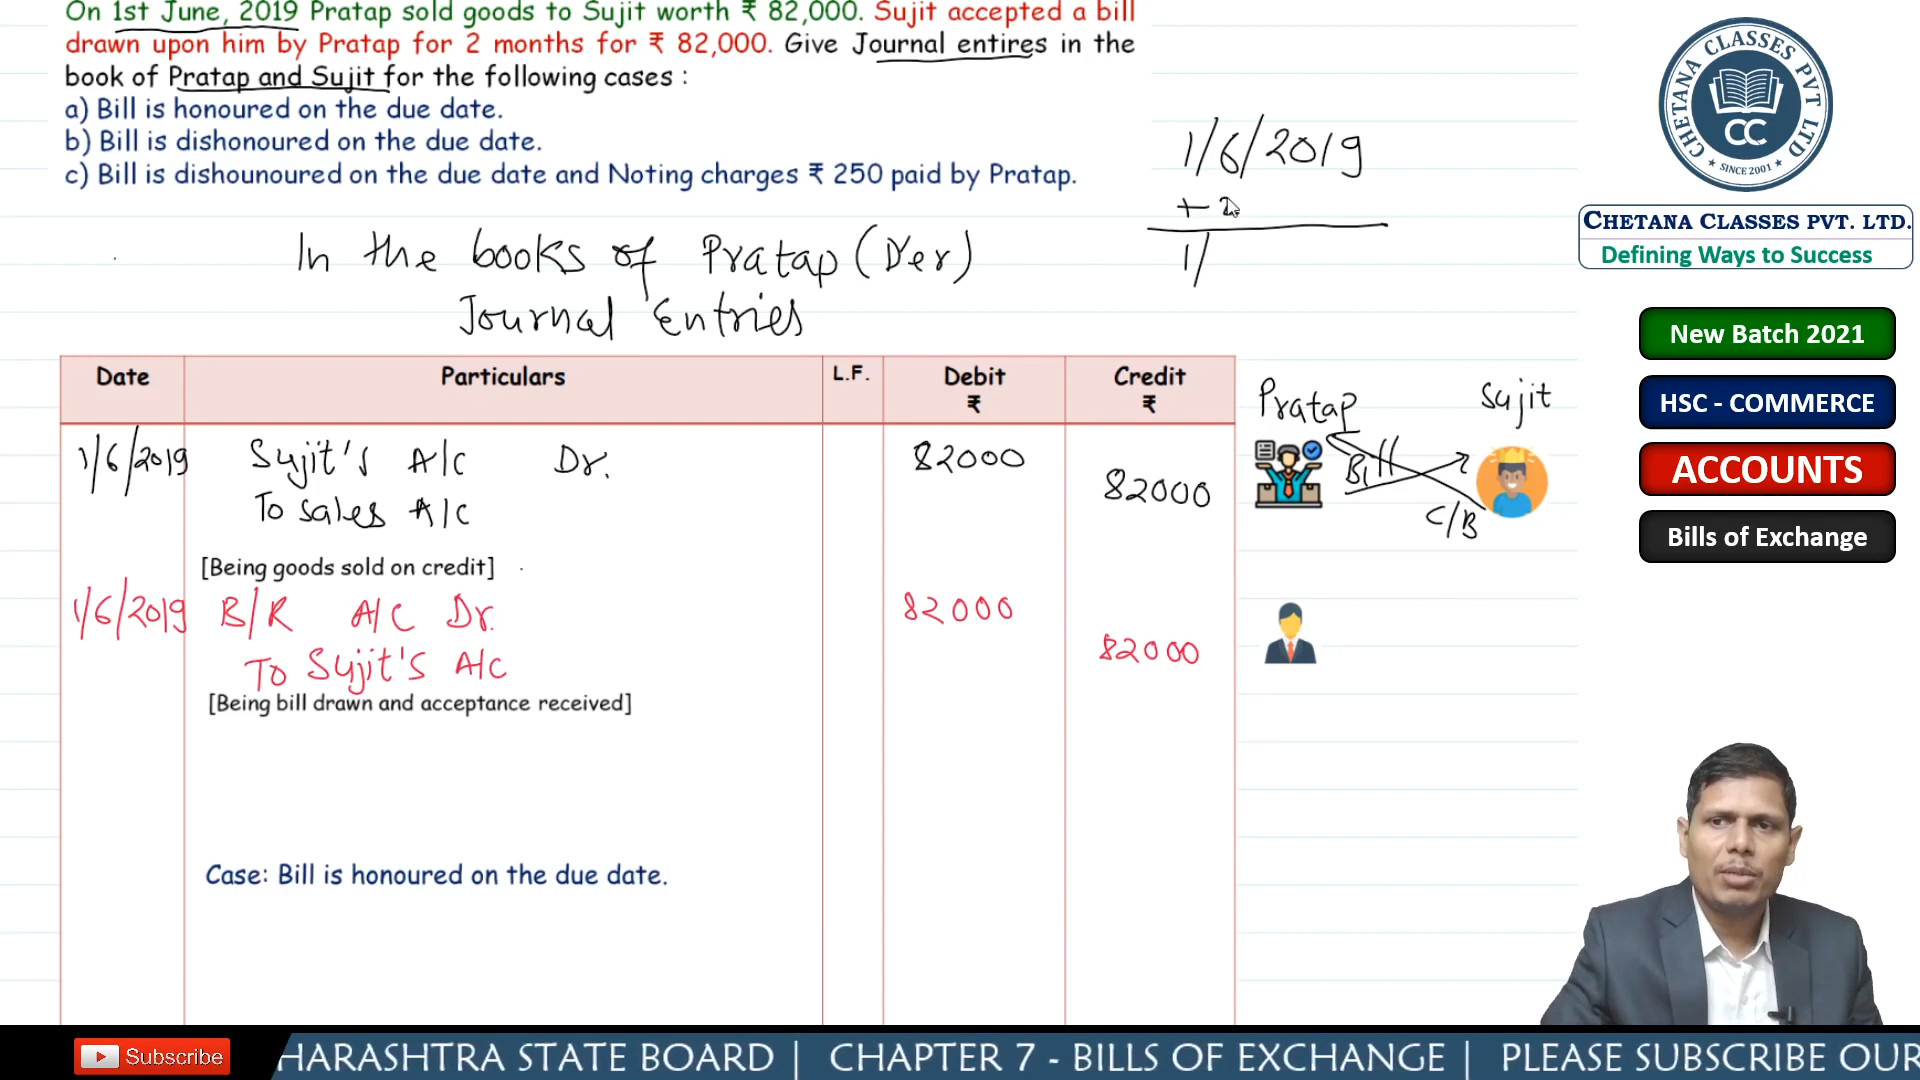 On 1st June, 2019 Pratap sold goods to Sujit worth ₹ 82,000. Sujit accepted a bill
drawn upon him by Pratap for 2 months for ₹ 82,000. Give Journal entires in the
book of Pratap and Sujit for the following cases :
a) Bill is honoured on the due date.
b) Bill is dishonoured on the due date.
c) Bill is dishounoured on the due date and Noting charges ₹ 250 paid by Pratap.
1/6/2019
+ 2
1/
In the books of Pratap (Der)
Journal Entries
Date Particulars L.F. Debit ₹ Credit ₹
1/6/2019 Sujit's A/c Dr. 82000
To Sales A/c 82000
[Being goods sold on credit]
1/6/2019 B/R A/C Dr. 82000
To Sujit's A/c 82000
[Being bill drawn and acceptance received]
Case: Bill is honoured on the due date.
Pratap Sujit
Bill
C/B
CHETANA CLASSES PVT LTD
CC
SINCE 2001
CHETANA CLASSES PVT. LTD.
Defining Ways to Success
New Batch 2021
HSC - COMMERCE
ACCOUNTS
Bills of Exchange
Subscribe
HARASHTRA STATE BOARD | CHAPTER 7 - BILLS OF EXCHANGE | PLEASE SUBSCRIBE OUR